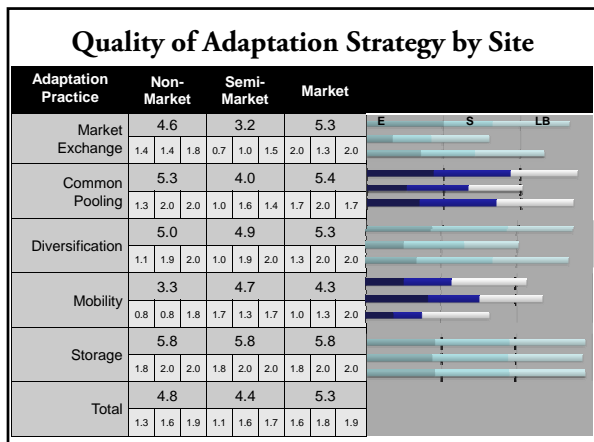 Quality of Adaptation Strategy by Site
Adaptation Practice Non-Market Semi-Market Market
E S LB
Market Exchange 4.6 3.2 5.3
1.4 1.4 1.8 0.7 1.0 1.5 2.0 1.3 2.0
Common Pooling 5.3 4.0 5.4
1.3 2.0 2.0 1.0 1.6 1.4 1.7 2.0 1.7
Diversification 5.0 4.9 5.3
1.1 1.9 2.0 1.0 1.9 2.0 1.3 2.0 2.0
Mobility 3.3 4.7 4.3
0.8 0.8 1.8 1.7 1.3 1.7 1.0 1.3 2.0
Storage 5.8 5.8 5.8
1.8 2.0 2.0 1.8 2.0 2.0 1.8 2.0 2.0
Total 4.8 4.4 5.3
1.3 1.6 1.9 1.1 1.6 1.7 1.6 1.8 1.9